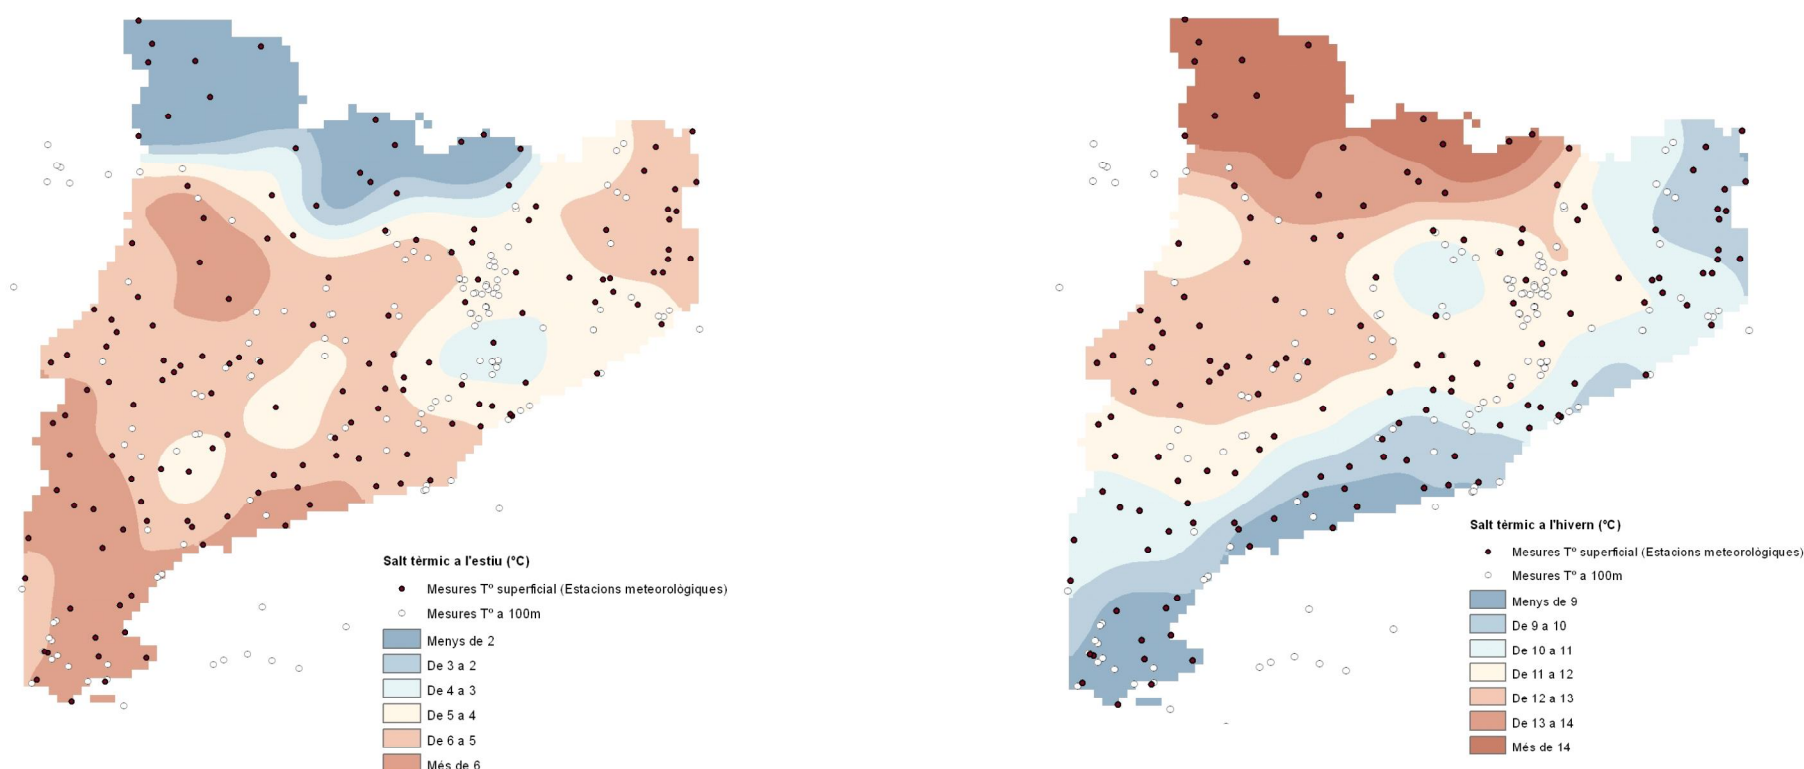 Salt tèrmic a l'estiu (°C)
Mesures Tº superficial (Estacions meteorològiques)
Mesures Tº a 100m
Menys de 2
De 3 a 2
De 4 a 3
De 5 a 4
De 6 a 5
Més de 6
Salt tèrmic a l'hivern (°C)
Mesures Tº superficial (Estacions meteorològiques)
Mesures Tº a 100m
Menys de 9
De 9 a 10
De 10 a 11
De 11 a 12
De 12 a 13
De 13 a 14
Més de 14